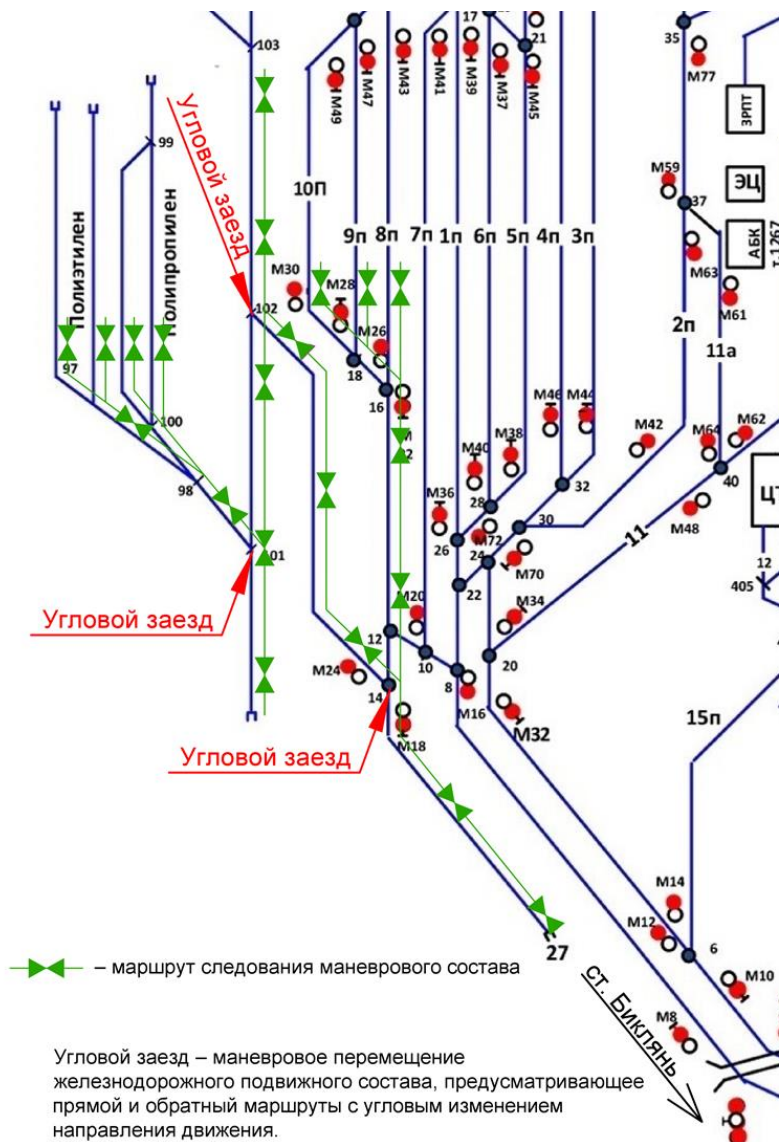 17
21
35
103
М49
М47
М43
М41
М39
М37
М45
М77
99
Угловой заезд
ЗРПТ
ЭЦ
АБК
М59
37
М63
М61
10П
9п
8п
7п
1п
6п
5п
4п
3п
2п
11а
Полиэтилен
Полипропилен
М30
М28
М26
102
18
16
97
100
98
М46
М44
М42
М64
М62
М40
М38
М36
32
40
М48
28
30
26
М72
24
М70
11
22
М34
12
405
Угловой заезд
М20
12
10
8
20
М24
14
М16
М18
М32
15п
Угловой заезд
М14
М12
6
М10
27
– маршрут следования маневрового состава
ст. Биклянь
М8
Угловой заезд – маневровое перемещение
железнодорожного подвижного состава, предусматривающее
прямой и обратный маршруты с угловым изменением
направления движения.